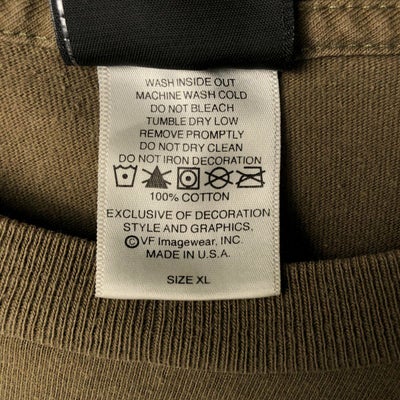 WASH INSIDE OUT
MACHINE WASH COLD
DO NOT BLEACH
TUMBLE DRY LOW
REMOVE PROMPTLY
DO NOT DRY CLEAN
DO NOT IRON DECORATION
100% COTTON
EXCLUSIVE OF DECORATION
STYLE AND GRAPHICS,
©VF Imagewear, INC.
MADE IN U.S.A.
SIZE XL